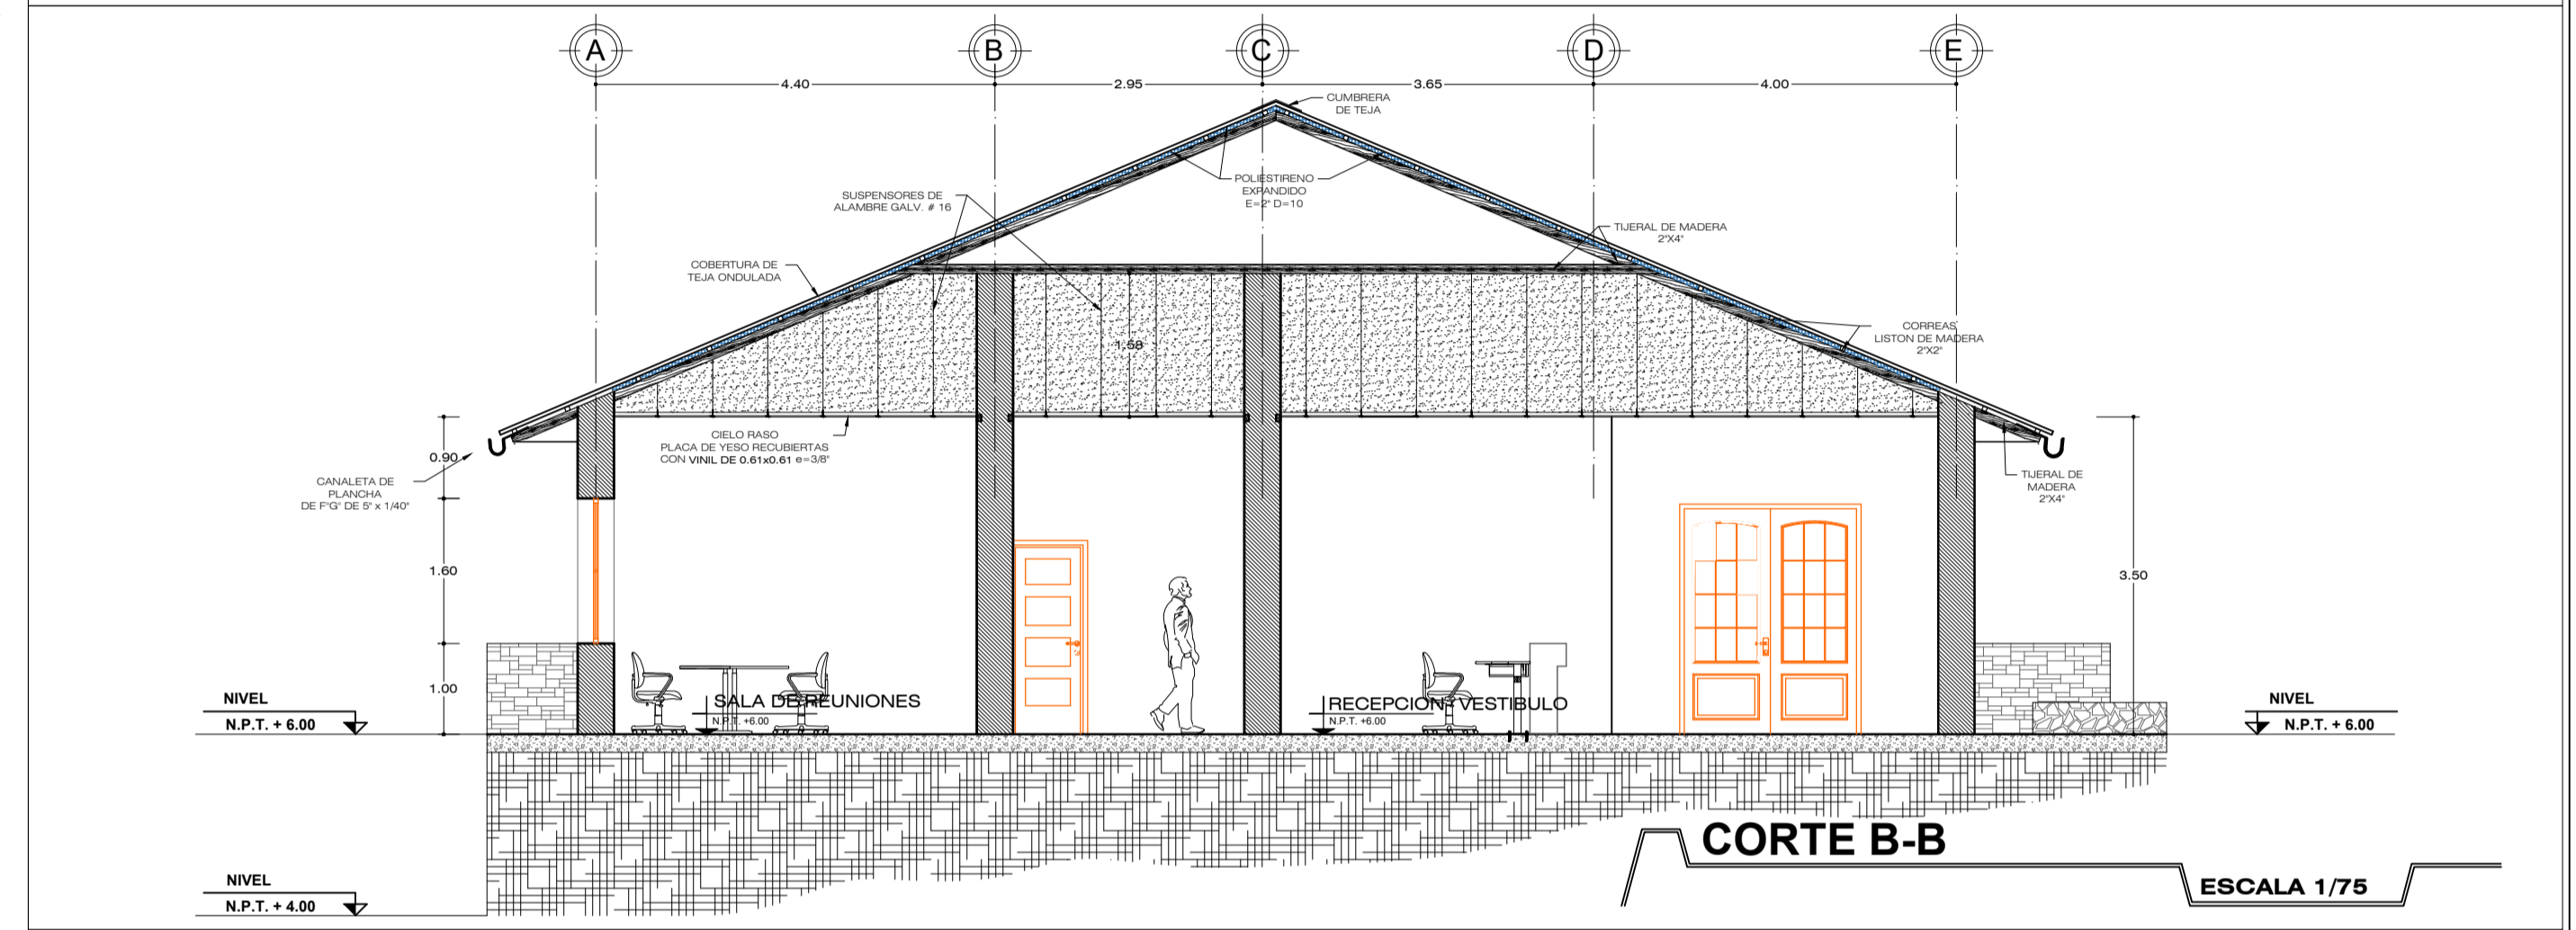 A B C D E
4.40 2.95 3.65 4.00
CUMBRERA
DE TEJA
POLIESTIRENO
EXPANDIDO
E=2" D=10
SUSPENSORES DE
ALAMBRE GALV. # 16
TIJERAL DE MADERA
2"X4"
COBERTURA DE
TEJA ONDULADA
CORREAS
LISTON DE MADERA
2"X2"
1.58
CIELO RASO
PLACA DE YESO RECUBIERTAS
CON VINIL DE 0.61x0.61 e=3/8"
0.90
CANALETA DE
PLANCHA
DE F°G° DE 5" x 1/40"
TIJERAL DE
MADERA
2"X4"
1.60
3.50
1.00
SALA DE REUNIONES
N.P.T. +6.00
RECEPCION - VESTIBULO
N.P.T. +6.00
NIVEL
N.P.T. + 6.00
NIVEL
N.P.T. + 6.00
CORTE B-B
ESCALA 1/75
NIVEL
N.P.T. + 4.00